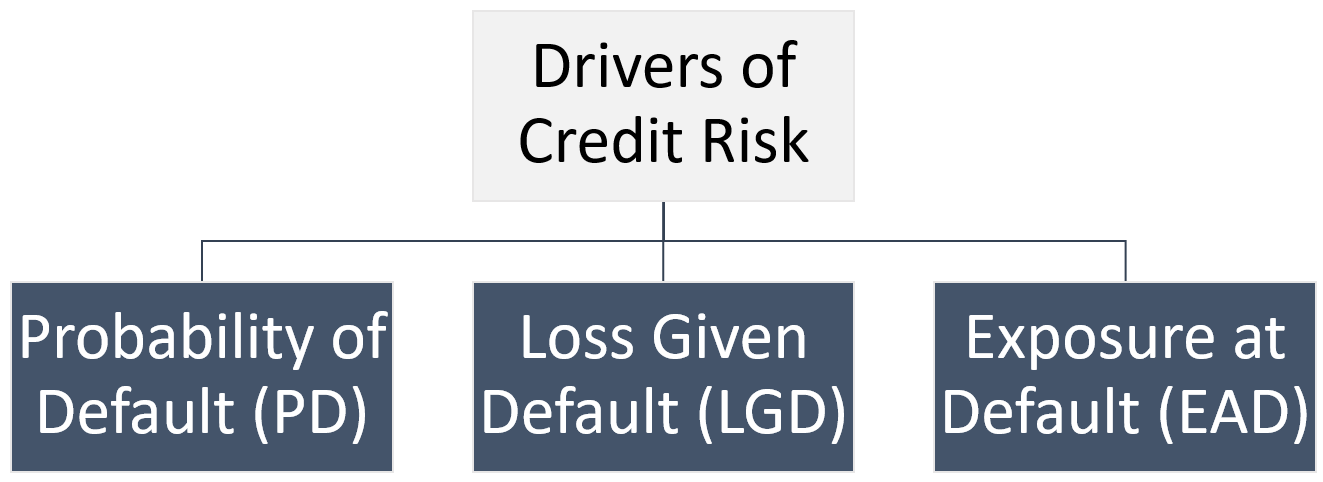 Drivers of
Credit Risk
Probability of
Default (PD)
Loss Given
Default (LGD)
Exposure at
Default (EAD)